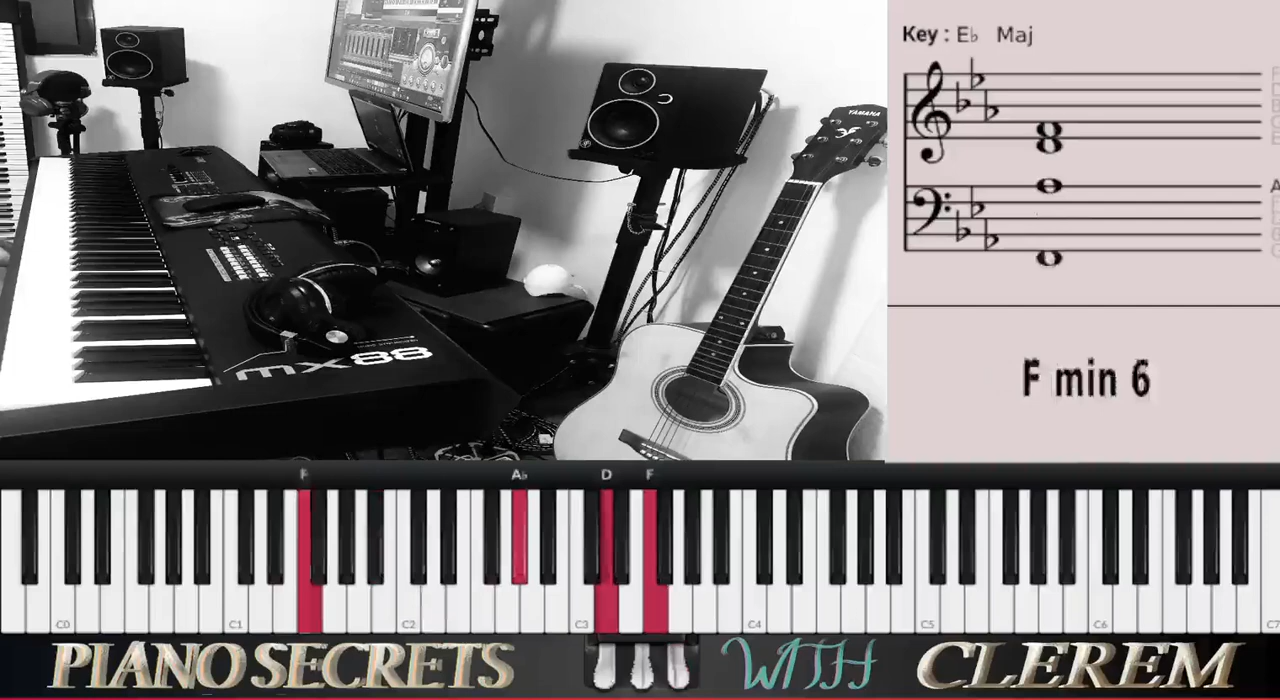 Key : E♭ Maj
YAMAHA
mx88
F min 6
F A♭ D F
C0 C1 C2 C3 C4 C5 C6 C7
PIANO SECRETS WITH CLEREM